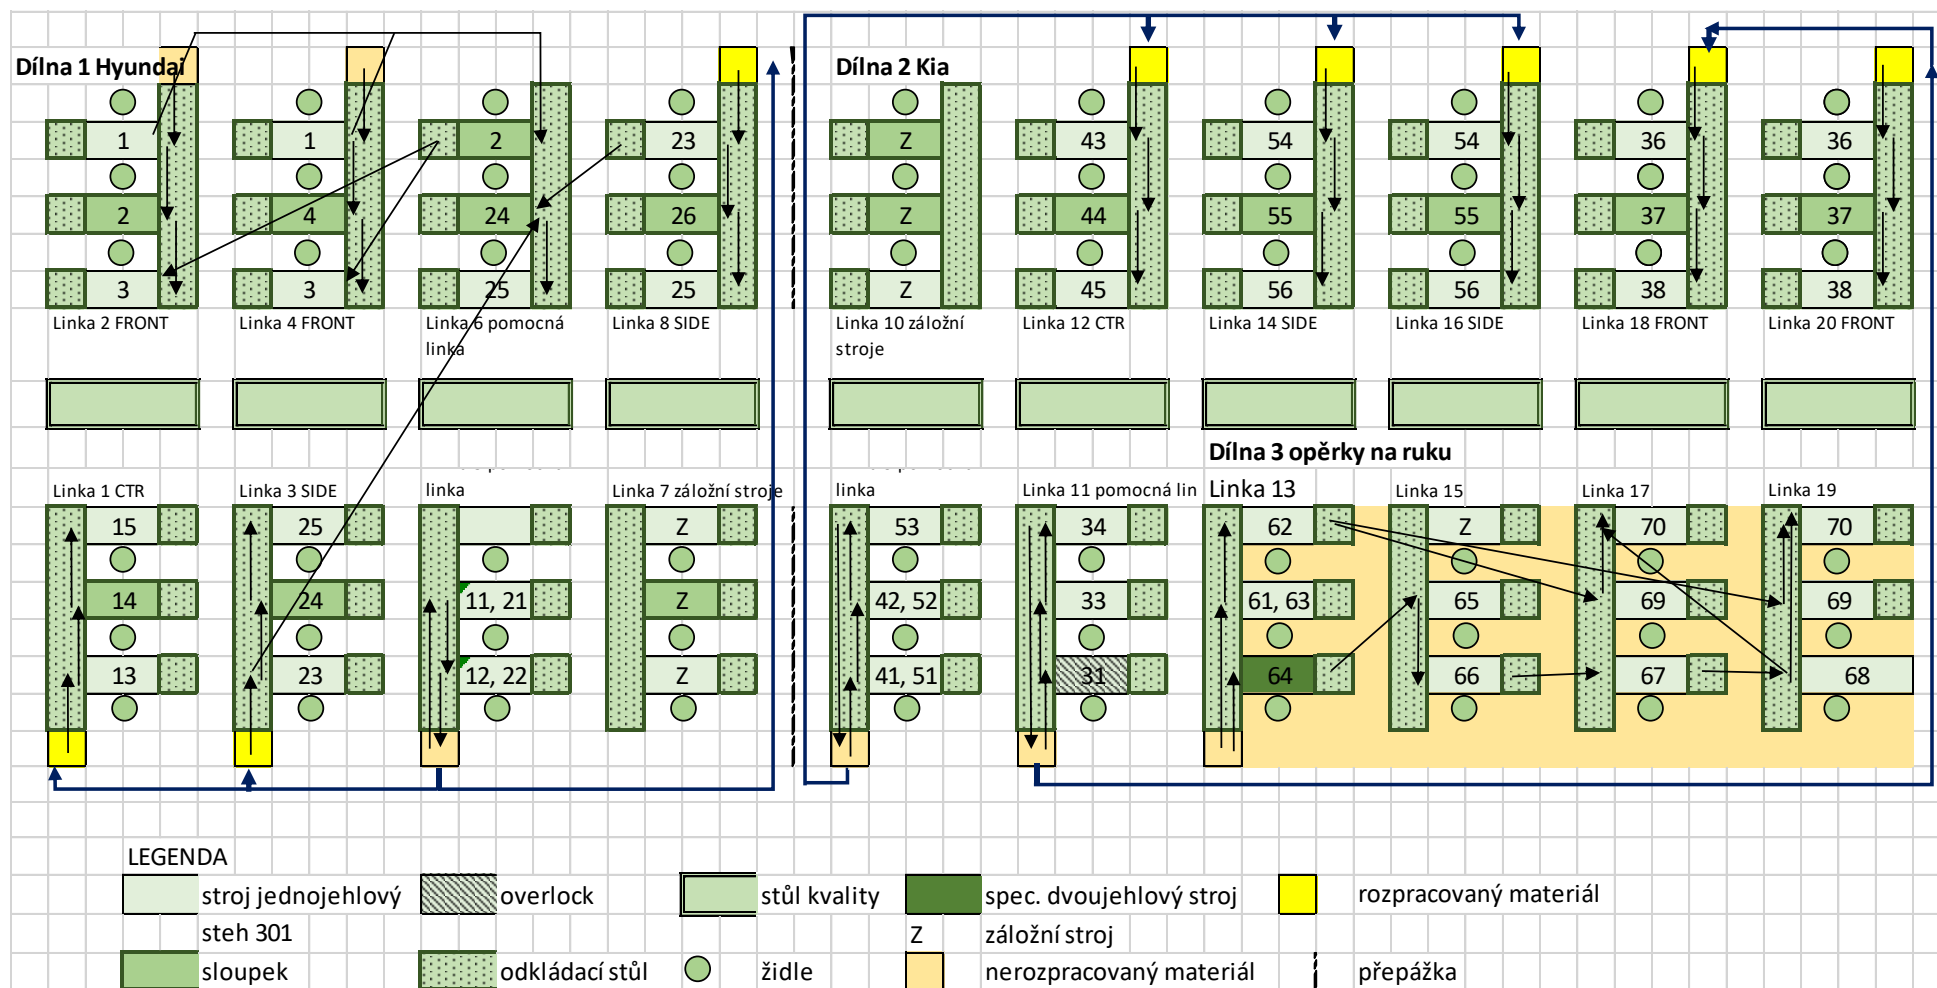 Dílna 1 Hyundai
Dílna 2 Kia
1 1 2 23 Z 43 54 54 36 36
2 4 24 26 Z 44 55 55 37 37
3 3 25 25 Z 45 56 56 38 38
Linka 2 FRONT
Linka 4 FRONT
Linka 6 pomocná
linka
Linka 8 SIDE
Linka 10 záložní
stroje
Linka 12 CTR
Linka 14 SIDE
Linka 16 SIDE
Linka 18 FRONT
Linka 20 FRONT
Dílna 3 opěrky na ruku
Linka 1 CTR
Linka 3 SIDE
linka
Linka 7 záložní stroje
linka
Linka 11 pomocná lin
Linka 13
Linka 15
Linka 17
Linka 19
15 25 Z 53 34 62 Z 70 70
14 24 11, 21 Z 42, 52 33 61, 63 65 69 69
13 23 12, 22 Z 41, 51 31 64 66 67 68
LEGENDA
stroj jednojehlový
steh 301
overlock
stůl kvality
spec. dvoujehlový stroj
rozpracovaný materiál
Z záložní stroj
sloupek
odkládací stůl
židle
nerozpracovaný materiál
přepážka